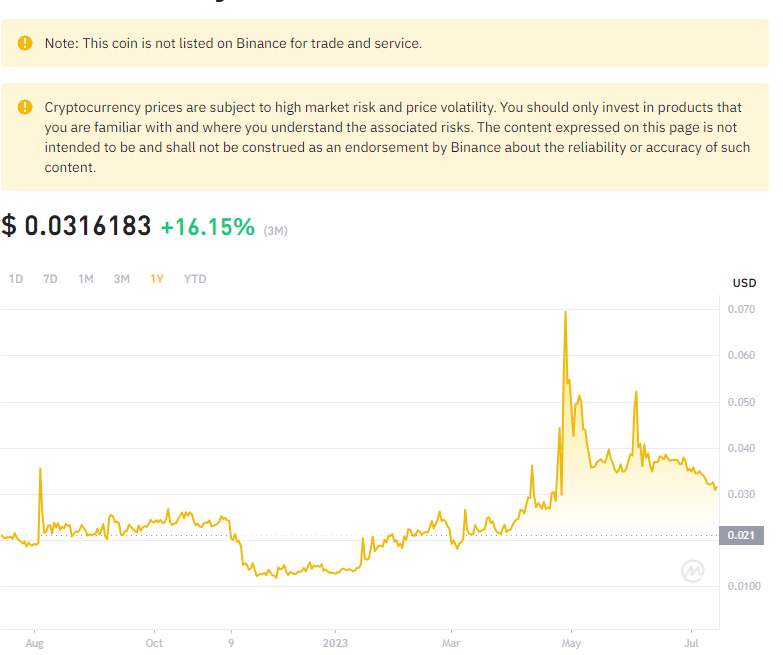 Note: This coin is not listed on Binance for trade and service.
Cryptocurrency prices are subject to high market risk and price volatility. You should only invest in products that
you are familiar with and where you understand the associated risks. The content expressed on this page is not
intended to be and shall not be construed as an endorsement by Binance about the reliability or accuracy of such
content.
$ 0.0316183 +16.15% (3M)
1D 7D 1M 3M 1Y YTD
USD
0.070
0.060
0.050
0.040
0.030
0.021
0.0100
Aug Oct 9 2023 Mar May Jul